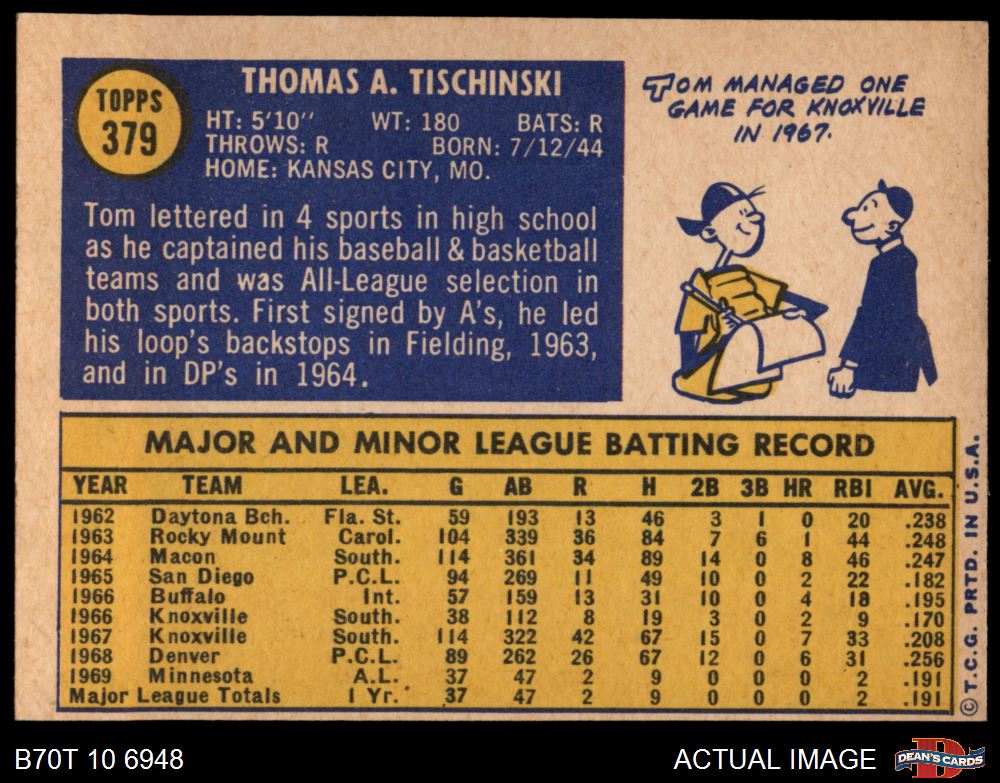 TOPPS
379
THOMAS A. TISCHINSKI
HT: 5'10" WT: 180 BATS: R
THROWS: R BORN: 7/12/44
HOME: KANSAS CITY, MO.
Tom lettered in 4 sports in high school
as he captained his baseball & basketball
teams and was All-League selection in
both sports. First signed by A's, he led
his loop's backstops in Fielding, 1963,
and in DP's in 1964.
TOM MANAGED ONE
GAME FOR KNOXVILLE
IN 1967.
MAJOR AND MINOR LEAGUE BATTING RECORD
YEAR TEAM LEA. G AB R H 2B 3B HR RBI AVG.
1962 Daytona Bch. Fla. St. 59 193 13 46 3 1 0 20 .238
1963 Rocky Mount Carol. 104 339 36 84 7 6 1 44 .248
1964 Macon South. 114 361 34 89 14 0 8 46 .247
1965 San Diego P.C.L. 94 269 11 49 10 0 2 22 .182
1966 Buffalo Int. 57 159 13 31 10 0 4 18 .195
1966 Knoxville South. 38 112 8 19 3 0 2 9 .170
1967 Knoxville South. 114 322 42 67 15 0 7 33 .208
1968 Denver P.C.L. 89 262 26 67 12 0 6 31 .256
1969 Minnesota A.L. 37 47 2 9 0 0 0 2 .191
Major League Totals 1 Yr. 37 47 2 9 0 0 0 2 .191
© T.C.G. PRTD. IN U.S.A.
B70T 10 6948
ACTUAL IMAGE
D
DEAN'S CARDS